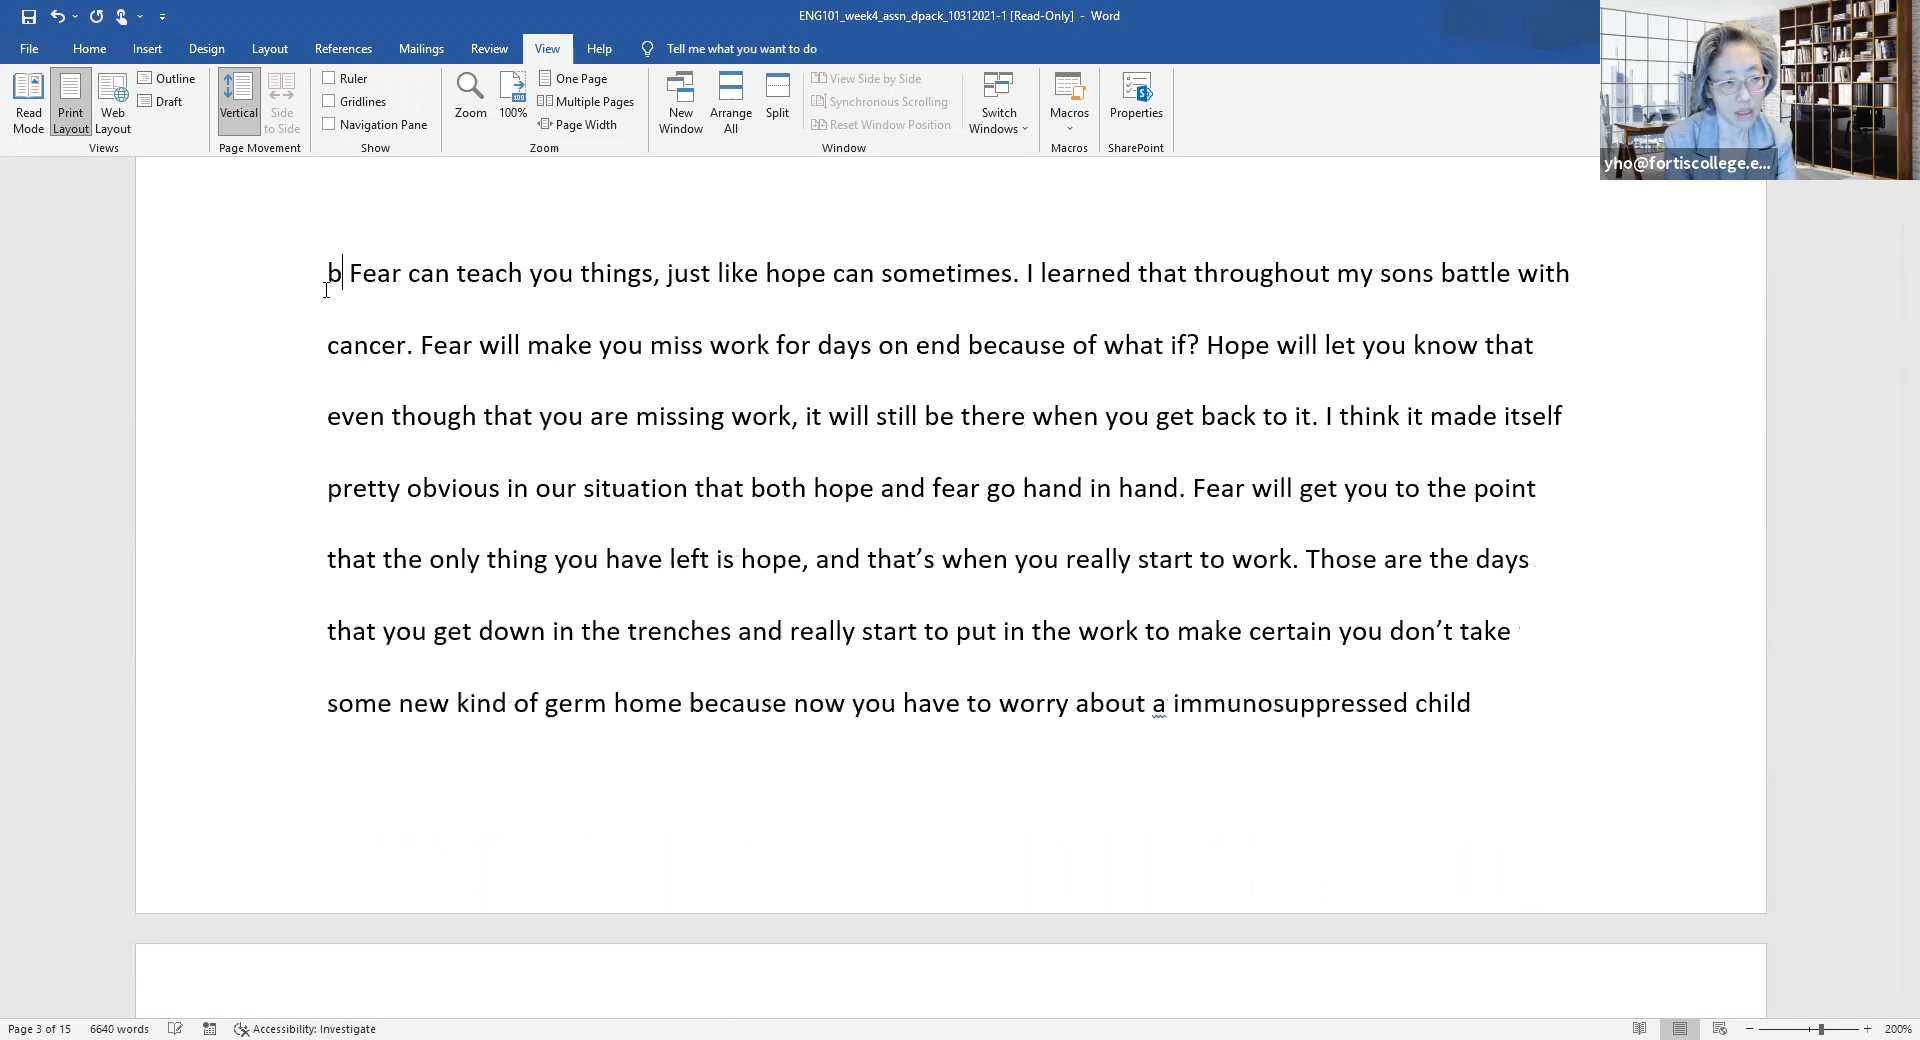 ENG101_week4_assn_dpack_10312021-1 [Read-Only] - Word
File Home Insert Design Layout References Mailings Review View Help Tell me what you want to do
Read Mode
Print Layout
Web Layout
Outline
Draft
Views
Vertical
Side to Side
Page Movement
Ruler
Gridlines
Navigation Pane
Show
Zoom
100
100%
One Page
Multiple Pages
Page Width
Zoom
New Window
Arrange All
Split
View Side by Side
Synchronous Scrolling
Reset Window Position
Window
Switch Windows
Macros
Macros
Properties
SharePoint
yho@fortiscollege.e...
b Fear can teach you things, just like hope can sometimes. I learned that throughout my sons battle with
cancer. Fear will make you miss work for days on end because of what if? Hope will let you know that
even though that you are missing work, it will still be there when you get back to it. I think it made itself
pretty obvious in our situation that both hope and fear go hand in hand. Fear will get you to the point
that the only thing you have left is hope, and that’s when you really start to work. Those are the days
that you get down in the trenches and really start to put in the work to make certain you don’t take
some new kind of germ home because now you have to worry about a immunosuppressed child
Page 3 of 15 6640 words Accessibility: Investigate 200%